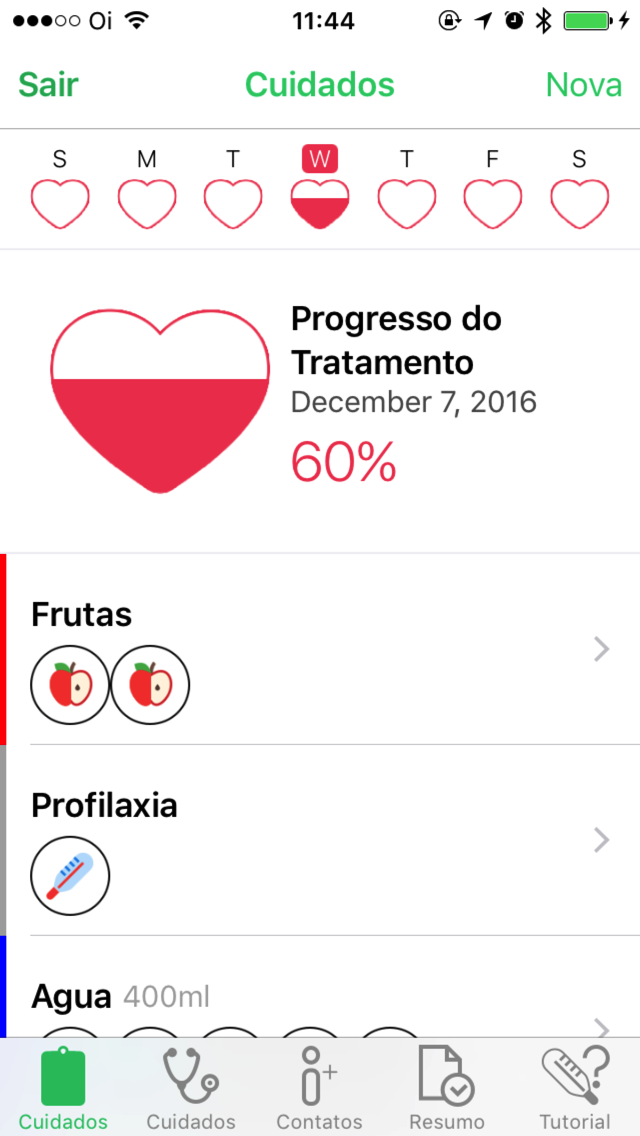 Oi 11:44
Sair Cuidados Nova
S M T W T F S
Progresso do
Tratamento
December 7, 2016
60%
Frutas
Profilaxia
Agua 400ml
Cuidados Cuidados Contatos Resumo Tutorial